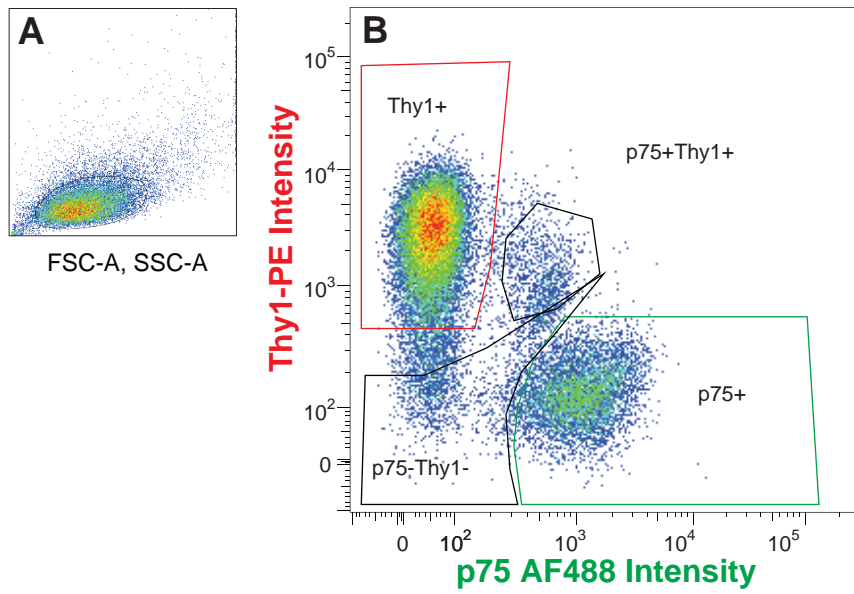 A
FSC-A, SSC-A
B
Thy1-PE Intensity
10^5
10^4
10^3
10^2
0
Thy1+
p75+Thy1+
p75+
p75-Thy1-
0 10^2 10^3 10^4 10^5
p75 AF488 Intensity